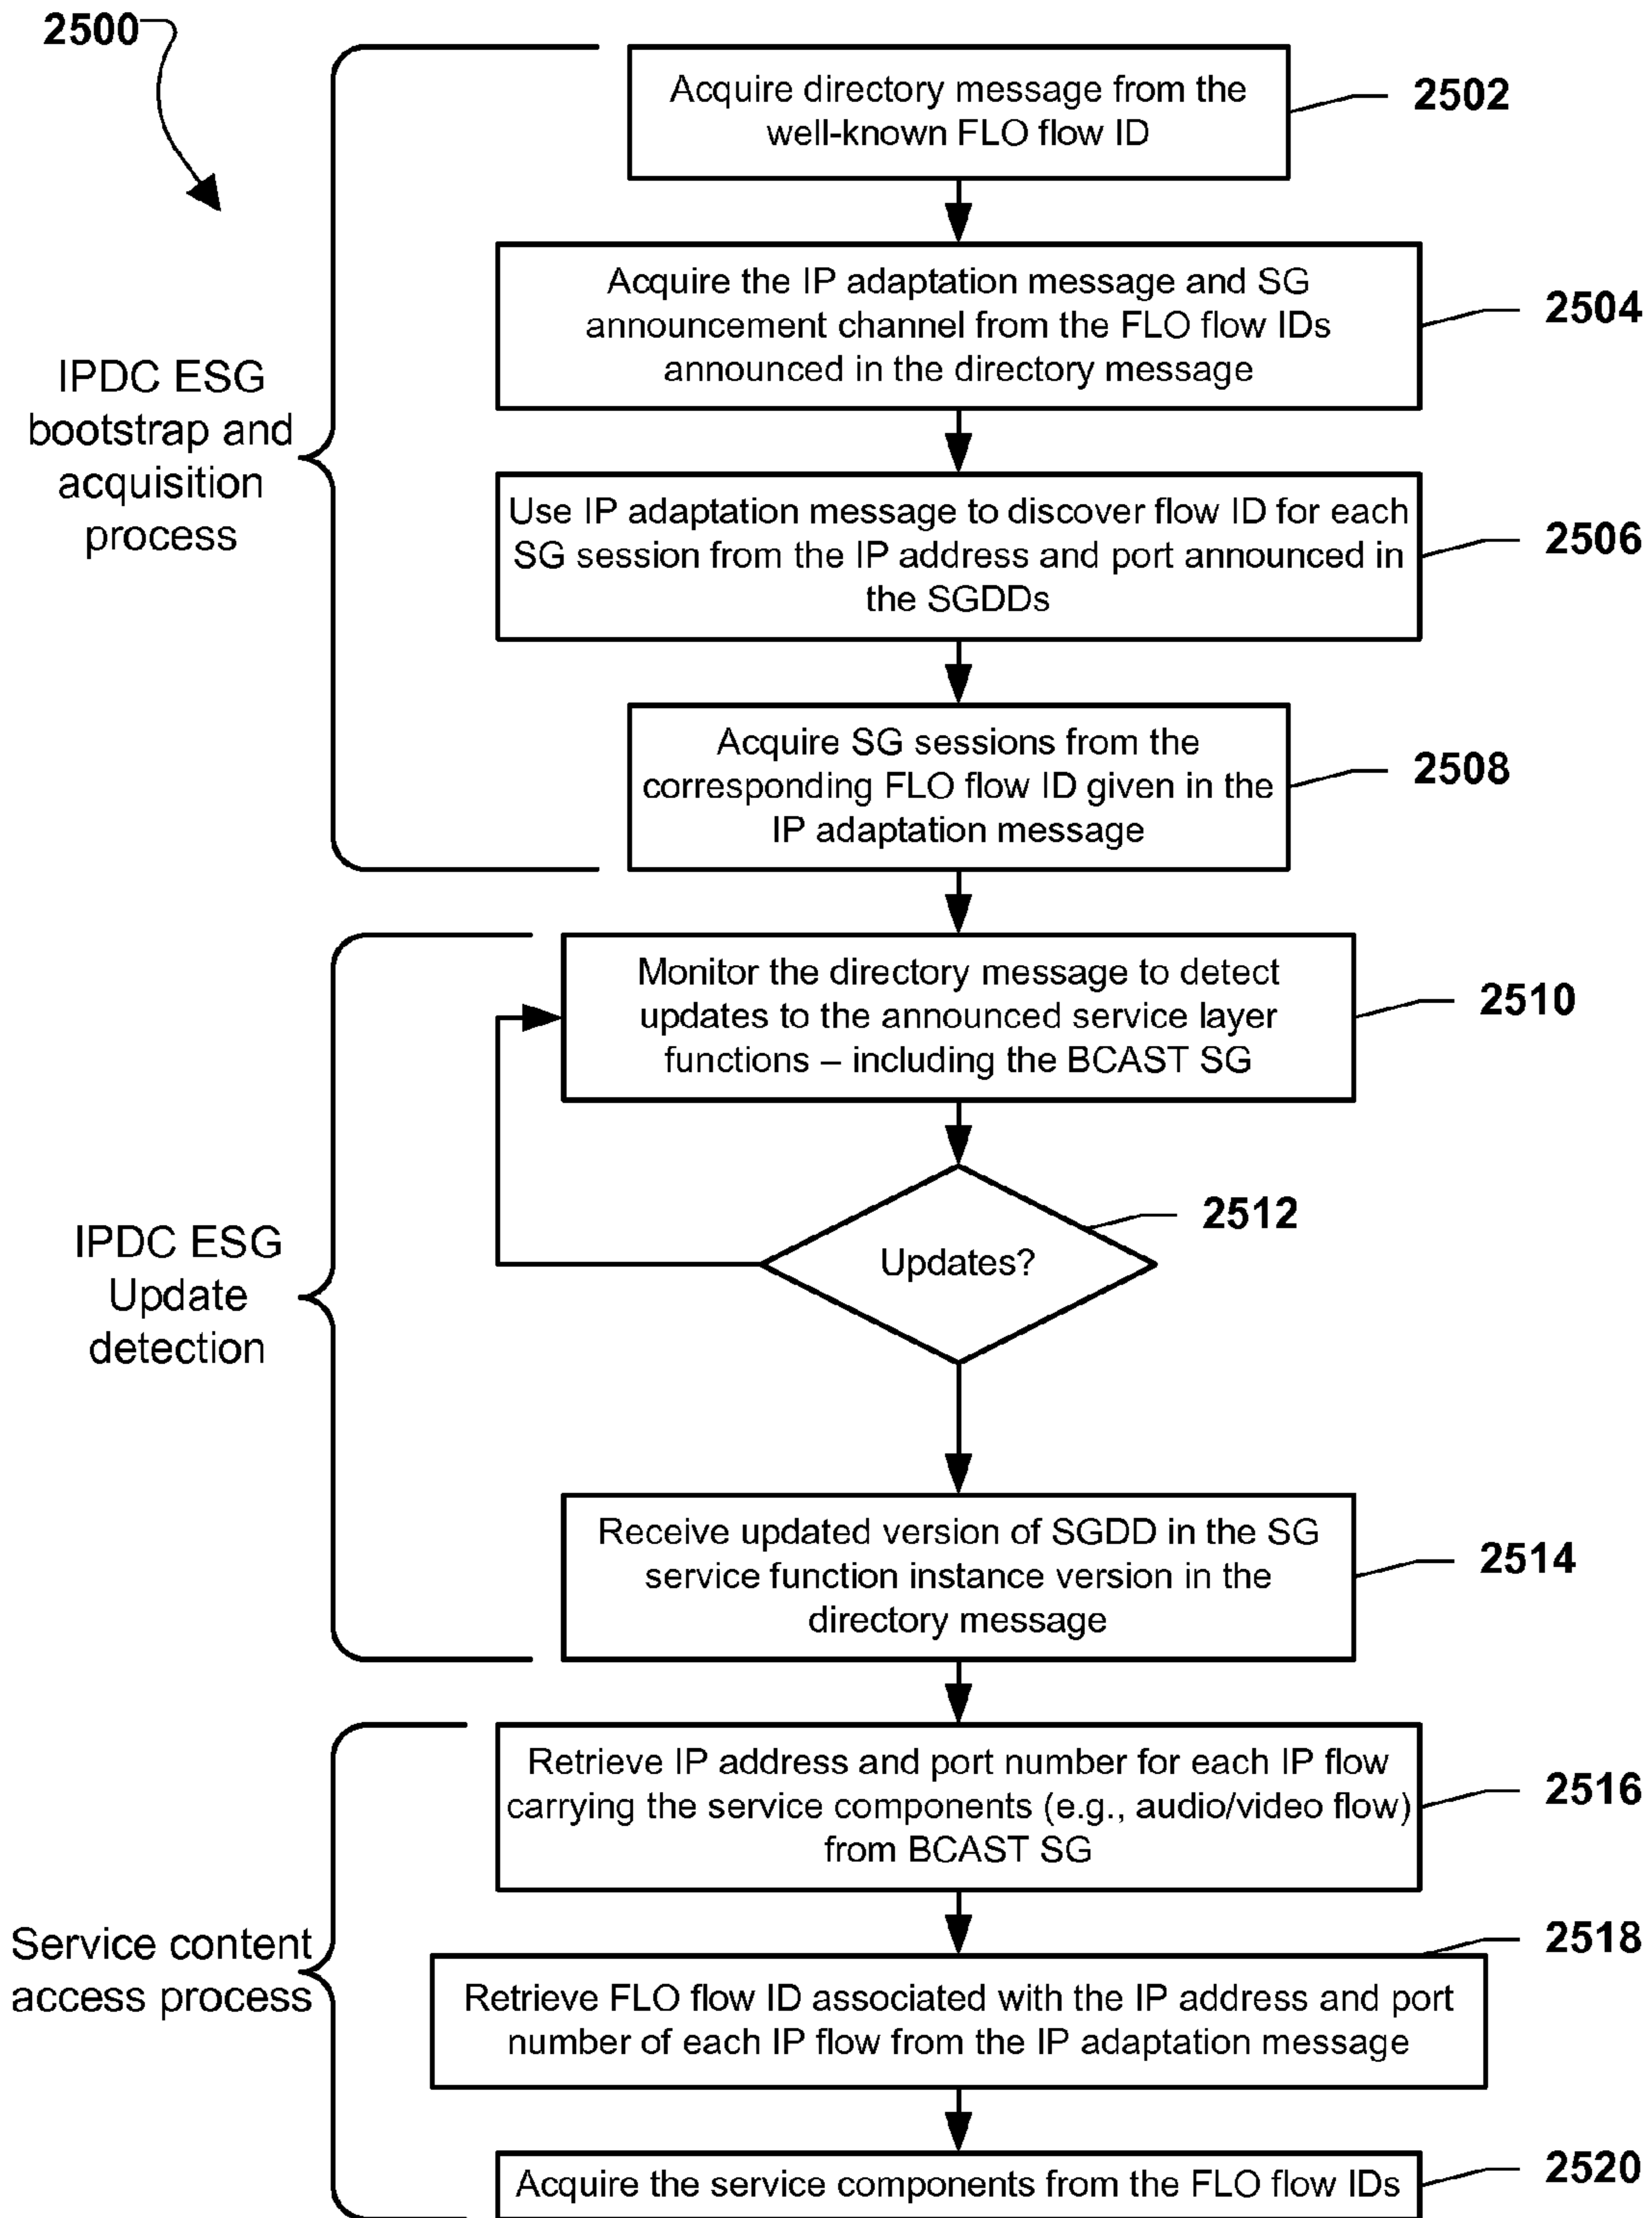 2500
Acquire directory message from the
well-known FLO flow ID
2502
Acquire the IP adaptation message and SG
announcement channel from the FLO flow IDs
announced in the directory message
2504
IPDC ESG
bootstrap and
acquisition
process
Use IP adaptation message to discover flow ID for each
SG session from the IP address and port announced in
the SGDDs
2506
Acquire SG sessions from the
corresponding FLO flow ID given in the
IP adaptation message
2508
Monitor the directory message to detect
updates to the announced service layer
functions – including the BCAST SG
2510
IPDC ESG
Update
detection
Updates?
2512
Receive updated version of SGDD in the SG
service function instance version in the
directory message
2514
Retrieve IP address and port number for each IP flow
carrying the service components (e.g., audio/video flow)
from BCAST SG
2516
Service content
access process
Retrieve FLO flow ID associated with the IP address and port
number of each IP flow from the IP adaptation message
2518
Acquire the service components from the FLO flow IDs
2520